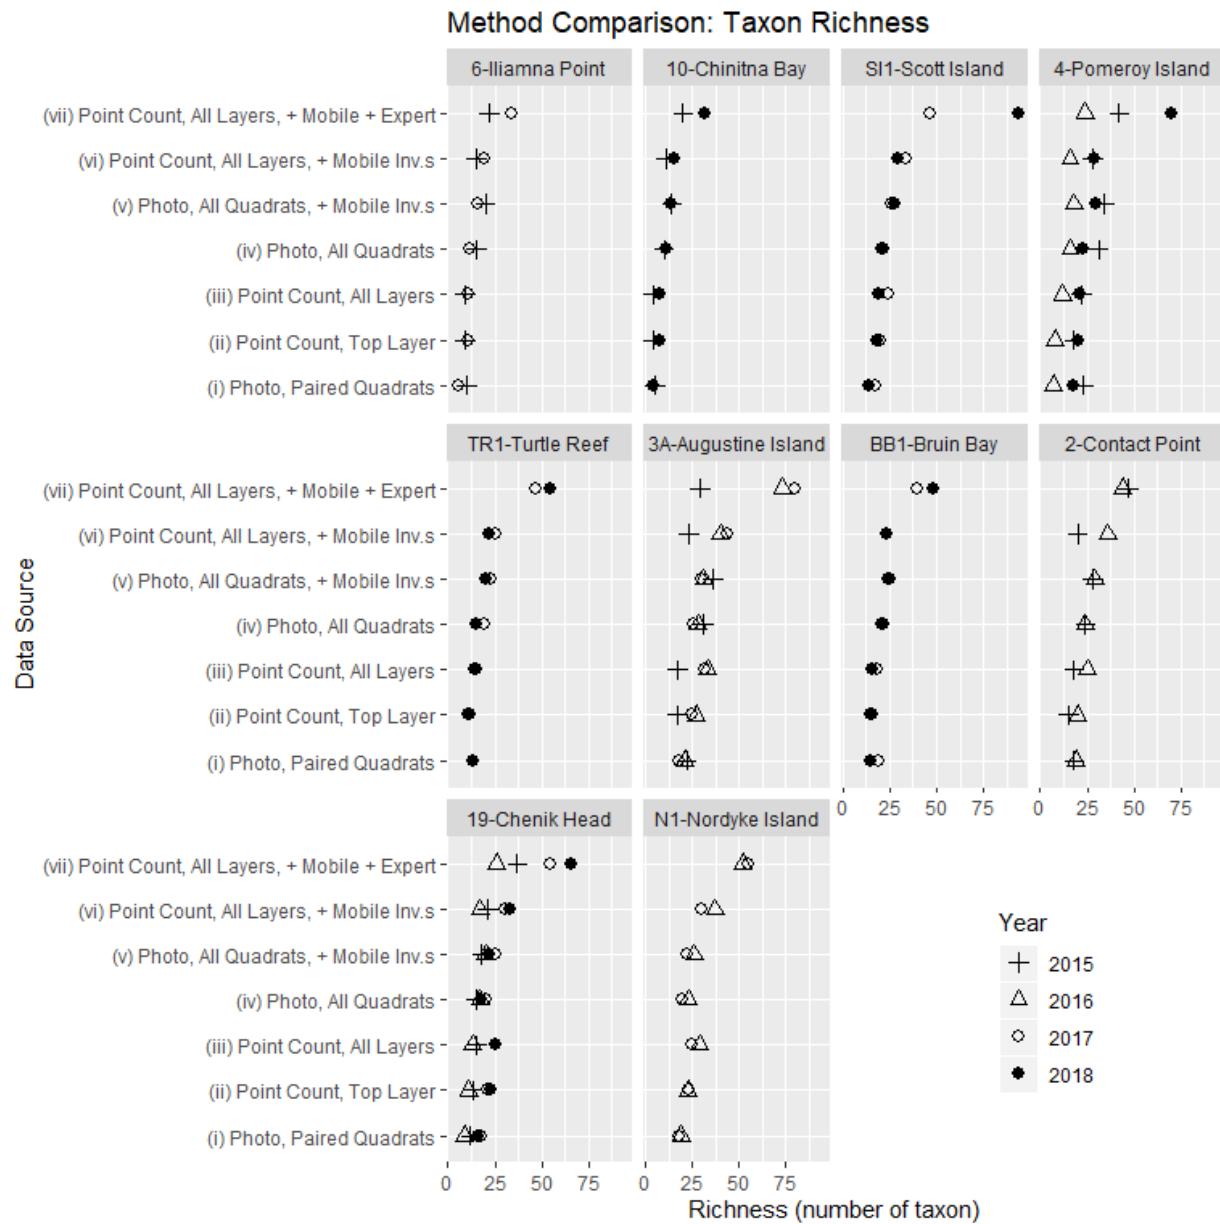 Method Comparison: Taxon Richness
6-Iliamna Point
10-Chinitna Bay
SI1-Scott Island
4-Pomeroy Island
(vii) Point Count, All Layers, + Mobile + Expert
(vi) Point Count, All Layers, + Mobile Inv.s
(v) Photo, All Quadrats, + Mobile Inv.s
(iv) Photo, All Quadrats
(iii) Point Count, All Layers
(ii) Point Count, Top Layer
(i) Photo, Paired Quadrats
TR1-Turtle Reef
3A-Augustine Island
BB1-Bruin Bay
2-Contact Point
(vii) Point Count, All Layers, + Mobile + Expert
(vi) Point Count, All Layers, + Mobile Inv.s
(v) Photo, All Quadrats, + Mobile Inv.s
(iv) Photo, All Quadrats
(iii) Point Count, All Layers
(ii) Point Count, Top Layer
(i) Photo, Paired Quadrats
Data Source
0 25 50 75
0 25 50 75
19-Chenik Head
N1-Nordyke Island
(vii) Point Count, All Layers, + Mobile + Expert
(vi) Point Count, All Layers, + Mobile Inv.s
(v) Photo, All Quadrats, + Mobile Inv.s
(iv) Photo, All Quadrats
(iii) Point Count, All Layers
(ii) Point Count, Top Layer
(i) Photo, Paired Quadrats
0 25 50 75
0 25 50 75
Richness (number of taxon)
Year
2015
2016
2017
2018